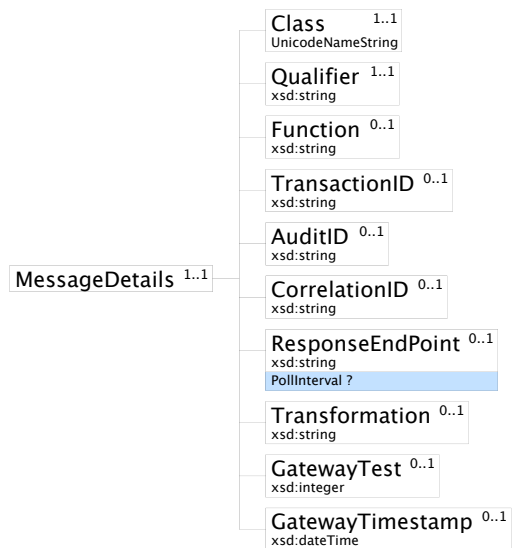 Class 1..1
UnicodeNameString
Qualifier 1..1
xsd:string
Function 0..1
xsd:string
TransactionID 0..1
xsd:string
AuditID 0..1
xsd:string
MessageDetails 1..1
CorrelationID 0..1
xsd:string
ResponseEndPoint 0..1
xsd:string
PollInterval ?
Transformation 0..1
xsd:string
GatewayTest 0..1
xsd:integer
GatewayTimestamp 0..1
xsd:dateTime